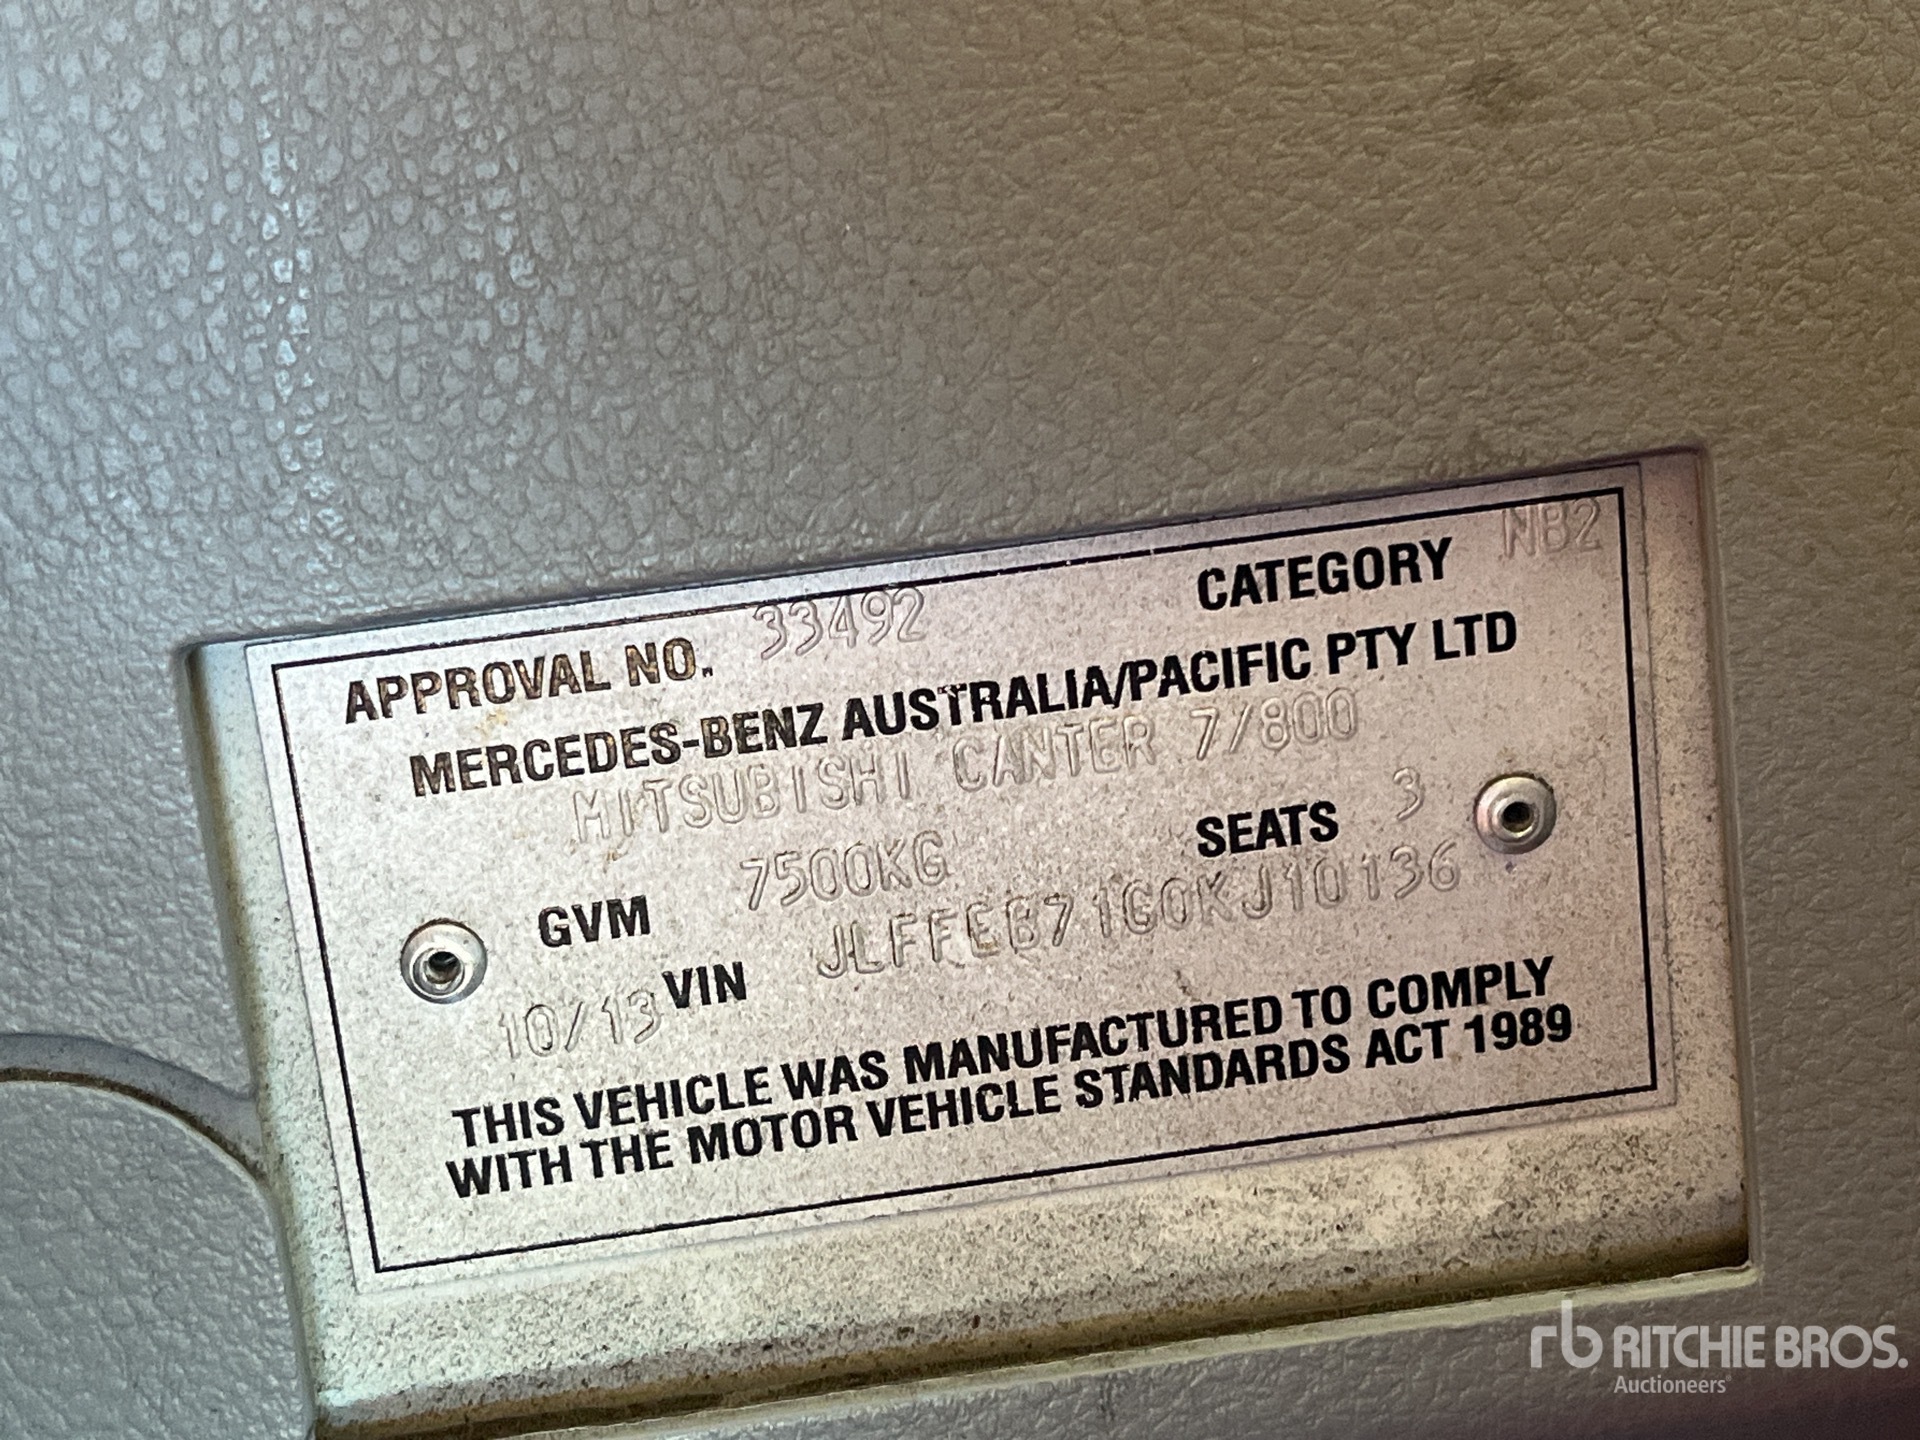 APPROVAL NO. 33492 CATEGORY NB2
MERCEDES-BENZ AUSTRALIA/PACIFIC PTY LTD
MITSUBISHI CANTER 7/800
GVM 7500KG SEATS 3
10/13 VIN JLFFEB71G0KJ10136
THIS VEHICLE WAS MANUFACTURED TO COMPLY
WITH THE MOTOR VEHICLE STANDARDS ACT 1989
rb RITCHIE BROS.
Auctioneers